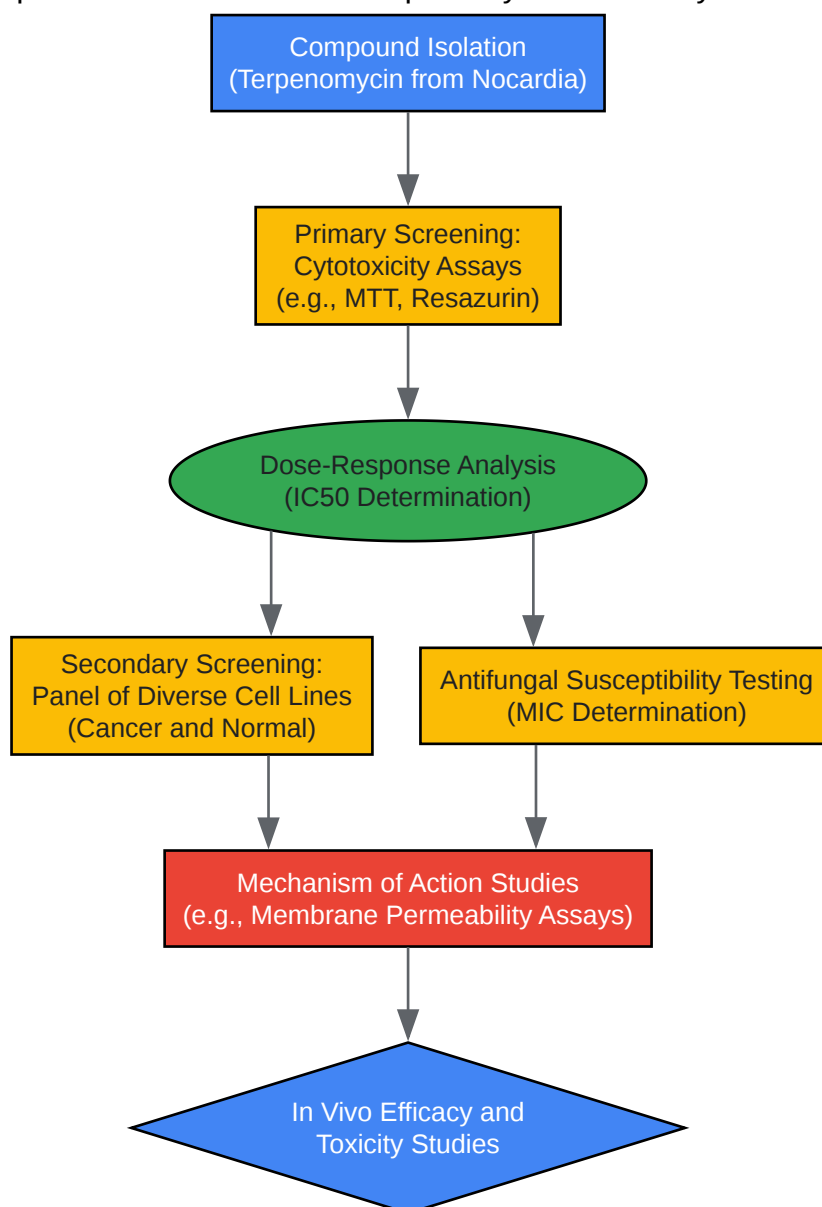 Compound Isolation
(Terpenomycin from Nocardia)
Primary Screening:
Cytotoxicity Assays
(e.g., MTT, Resazurin)
Dose-Response Analysis
(IC50 Determination)
Secondary Screening:
Panel of Diverse Cell Lines
(Cancer and Normal)
Antifungal Susceptibility Testing
(MIC Determination)
Mechanism of Action Studies
(e.g., Membrane Permeability Assays)
In Vivo Efficacy and
Toxicity Studies